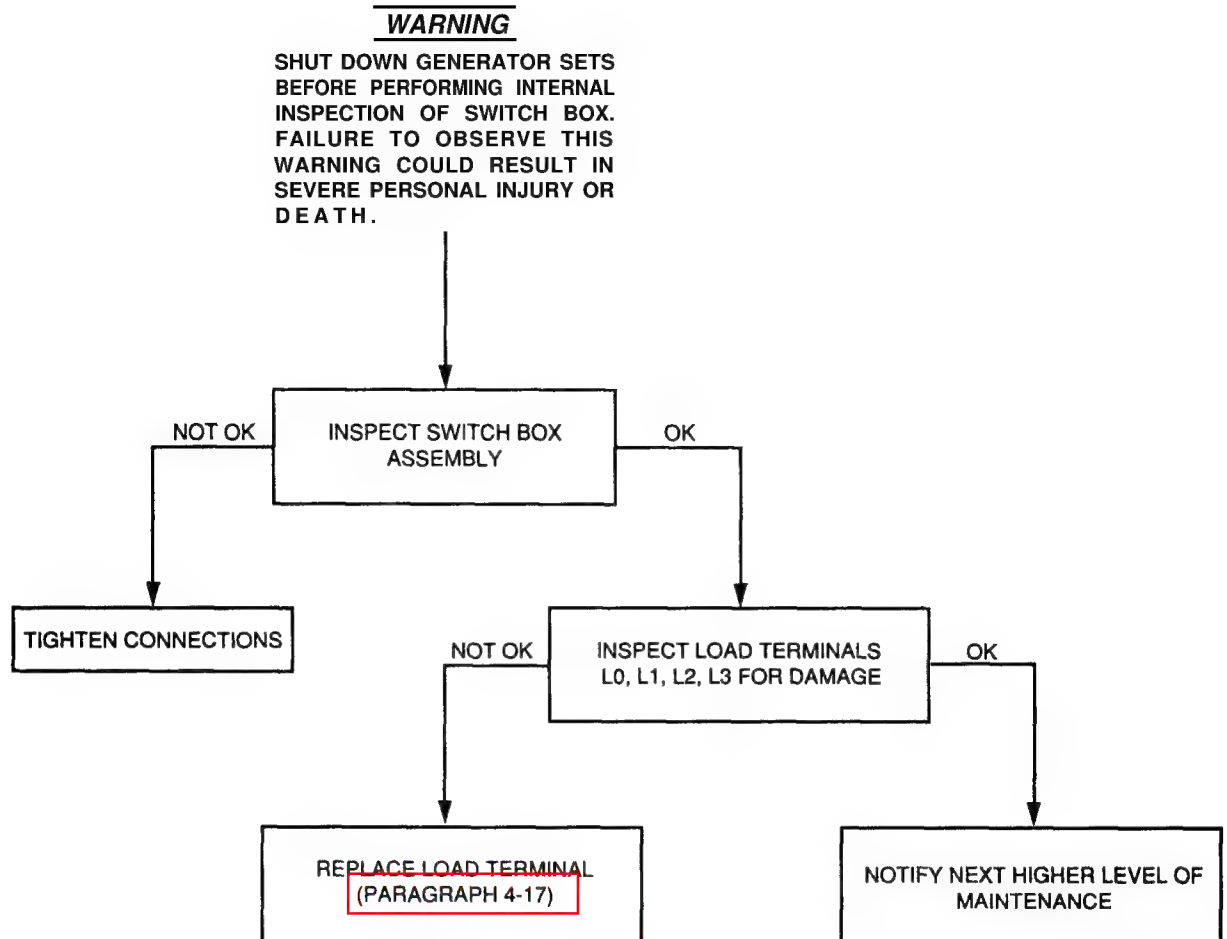 WARNING
SHUT DOWN GENERATOR SETS
BEFORE PERFORMING INTERNAL
INSPECTION OF SWITCH BOX.
FAILURE TO OBSERVE THIS
WARNING COULD RESULT IN
SEVERE PERSONAL INJURY OR
DEATH.
NOT OK
INSPECT SWITCH BOX
ASSEMBLY
OK
TIGHTEN CONNECTIONS
NOT OK
INSPECT LOAD TERMINALS
L0, L1, L2, L3 FOR DAMAGE
OK
REPLACE LOAD TERMINAL
(PARAGRAPH 4-17)
NOTIFY NEXT HIGHER LEVEL OF
MAINTENANCE